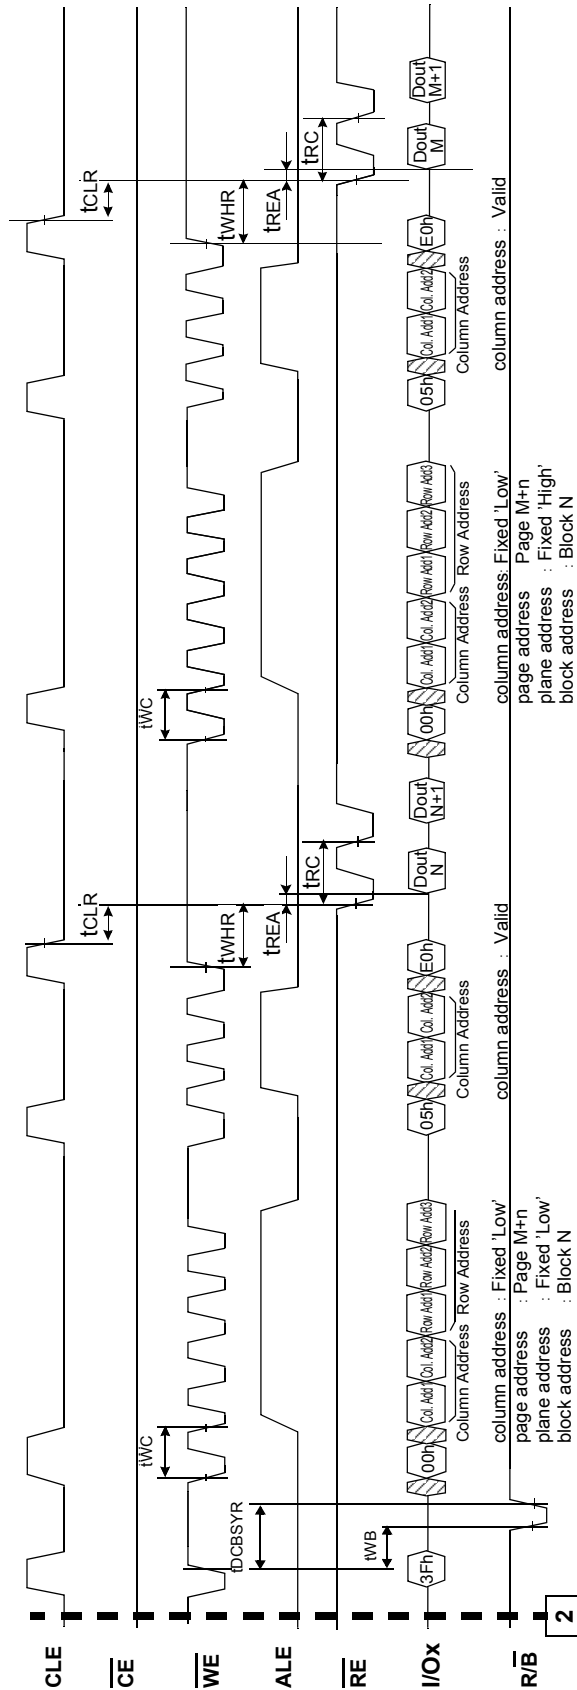 CLE
CE
WE
ALE
RE
I/Ox
R/B
2
tDCBSYR
tWB
tWC
tCLR
tWHR
tREA
tRC
tWC
tCLR
tWHR
tREA
tRC
3Fh
00h
Col. Add1
Col. Add2
Row Add1
Row Add2
Row Add3
Column Address
Row Address
05h
Col. Add1
Col. Add2
Column Address
E0h
Dout
N
Dout
N+1
00h
Col. Add1
Col. Add2
Row Add1
Row Add2
Row Add3
Column Address
Row Address
05h
Col. Add1
Col. Add2
Column Address
E0h
Dout
M
Dout
M+1
column address : Fixed 'Low'
page address : Page M+n
plane address : Fixed 'Low'
block address : Block N
column address : Valid
column address: Fixed 'Low'
page address Page M+n
plane address : Fixed 'High'
block address : Block N
column address : Valid